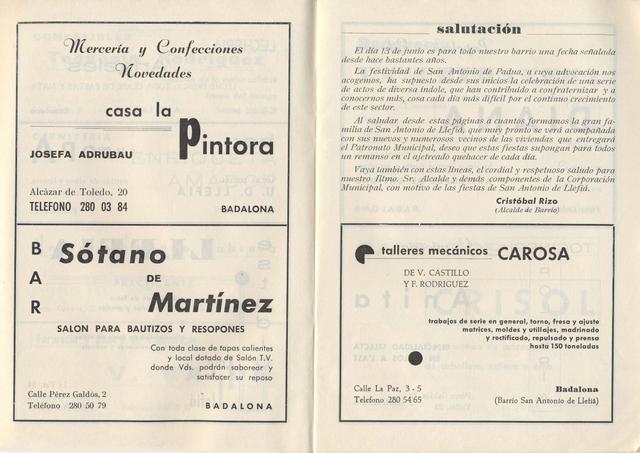 Mercería y Confecciones
Novedades
casa la Pintora
JOSEFA ADRUBAU
Alcàzar de Toledo, 20
TELEFONO 280 03 84
BADALONA
BAR
Sótano
DE
Martínez
SALON PARA BAUTIZOS Y RESOPONES
Con toda clase de tapas calientes
y local dotado de Salón T.V.
donde Vds. podrán saborear y
satisfacer su reposo
Calle Pérez Galdós, 2
Teléfono 280 50 79
BADALONA
salutación
El día 13 de junio es para todo nuestro barrio una fecha señalada
desde hace bastantes años.
La festividad de San Antonio de Padua, a cuya advocación nos
acogemos, ha supuesto desde sus inicios la celebración de una serie
de actos de diversa índole, que han contribuído a confraternizar y a
conocernos más, cosa cada día más difícil por el continuo crecimiento
de este sector.
Al saludar desde estas páginas a cuantos formamos la gran fa-
milia de San Antonio de Llefiá, que muy pronto se verá acompañada
con sus nuevos y numerosos vecinos de las viviendas que entregará
el Patronato Municipal, deseo que estas fiestas supongan para todos
un remanso en el ajetreado quehacer de cada día.
Vaya también con estas líneas, el cordial y respetuoso saludo para
nuestro Ilmo. Sr. Alcalde y demás componentes de la Corporación
Municipal, con motivo de las fiestas de San Antonio de Llefiá.
Cristóbal Rizo
(Alcalde de Barrio)
talleres mecánicos CAROSA
DE V. CASTILLO
Y F. RODRIGUEZ
trabajos de serie en general, torno, fresa y ajuste
matrices, moldes y utillajes, madrinado
y rectificado, repulsado y prensa
hasta 150 toneladas
Calle La Paz, 3 - 5
Telefono 280 54 65
Badalona
(Barrio San Antonio de Llefiá)